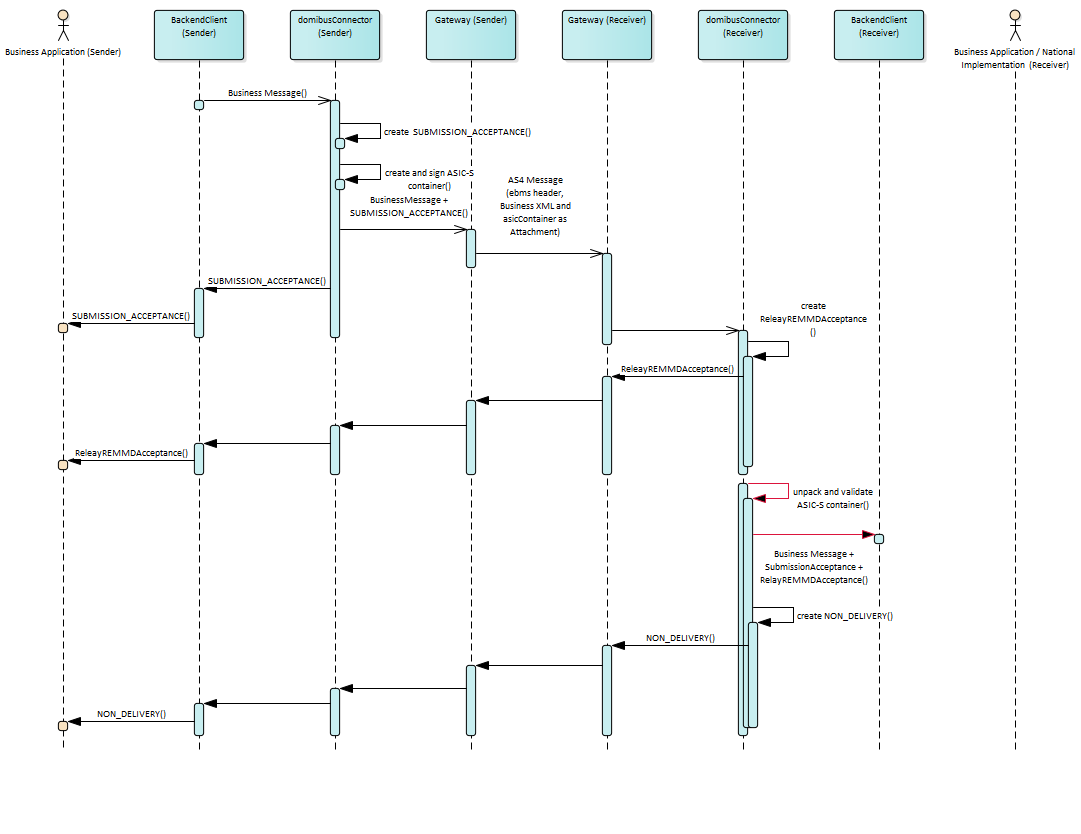 BackendClient
(Sender)
domibusConnector
(Sender)
Gateway (Sender)
Gateway (Receiver)
domibusConnector
(Receiver)
BackendClient
(Receiver)
Business Application (Sender)
Business Application / National
Implementation (Receiver)
Business Message()
create SUBMISSION_ACCEPTANCE()
create and sign ASIC-S
container()
BusinessMessage +
SUBMISSION_ACCEPTANCE()
AS4 Message
(ebms header,
Business XML and
asicContainer as
Attachment)
SUBMISSION_ACCEPTANCE()
SUBMISSION_ACCEPTANCE()
create
ReleayREMMDAcceptance
()
ReleayREMMDAcceptance()
ReleayREMMDAcceptance()
unpack and validate
ASIC-S container()
Business Message +
SubmissionAcceptance +
RelayREMMDAcceptance()
create NON_DELIVERY()
NON_DELIVERY()
NON_DELIVERY()